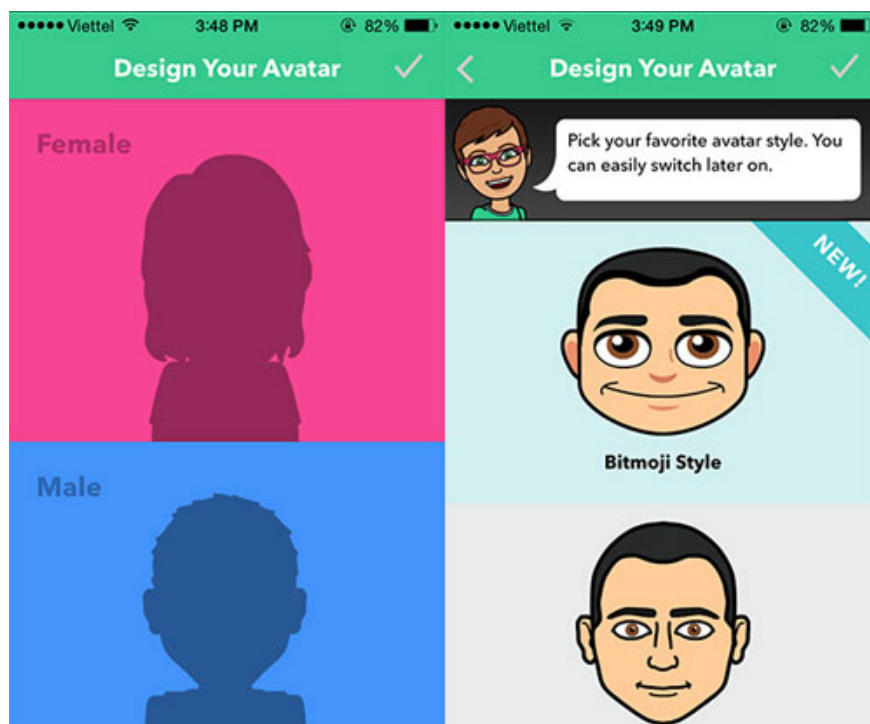 Viettel 3:48 PM 82%
Design Your Avatar
Female
Male
Viettel 3:49 PM 82%
Design Your Avatar
Pick your favorite avatar style. You
can easily switch later on.
NEW!
Bitmoji Style